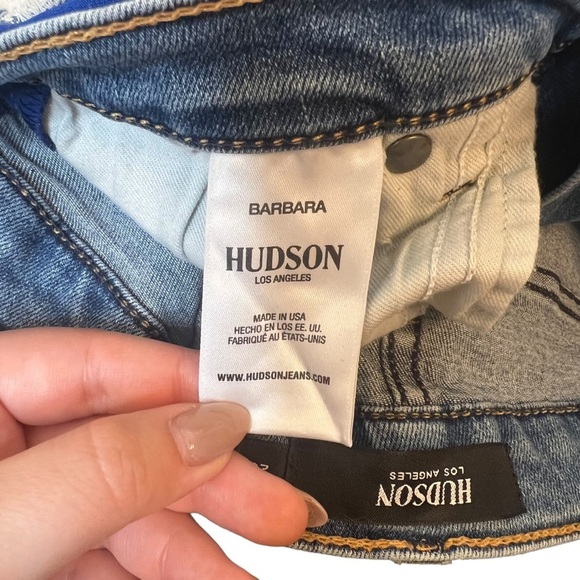 BARBARA
HUDSON
LOS ANGELES
MADE IN USA
HECHO EN LOS EE. UU.
FABRIQUÉ AU ÉTATS-UNIS
WWW.HUDSONJEANS.COM
HUDSON
LOS ANGELES